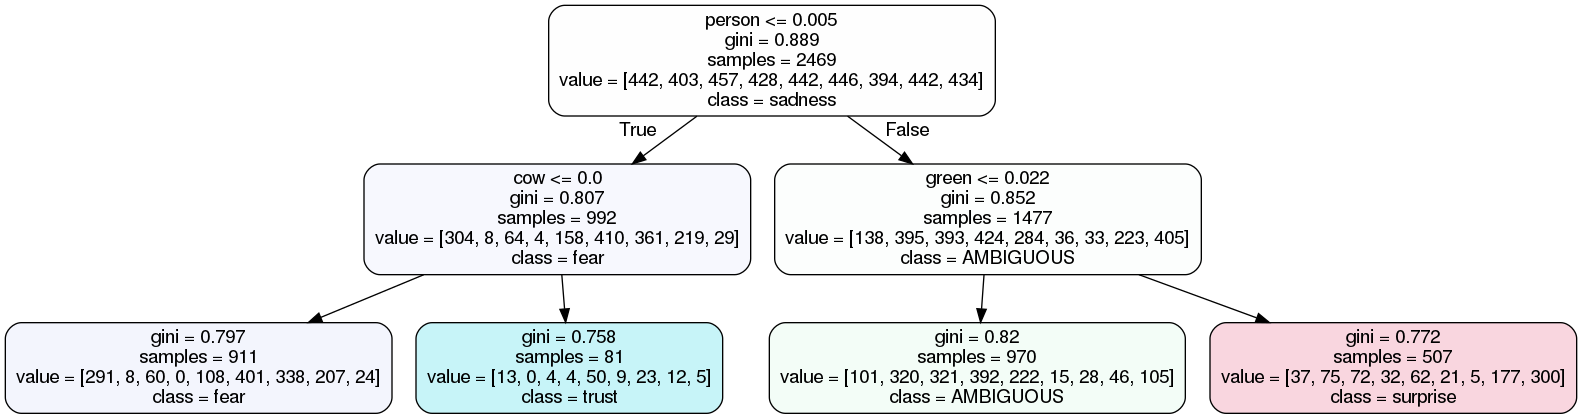 person <= 0.005
gini = 0.889
samples = 2469
value = [442, 403, 457, 428, 442, 446, 394, 442, 434]
class = sadness
True
False
cow <= 0.0
gini = 0.807
samples = 992
value = [304, 8, 64, 4, 158, 410, 361, 219, 29]
class = fear
green <= 0.022
gini = 0.852
samples = 1477
value = [138, 395, 393, 424, 284, 36, 33, 223, 405]
class = AMBIGUOUS
gini = 0.797
samples = 911
value = [291, 8, 60, 0, 108, 401, 338, 207, 24]
class = fear
gini = 0.758
samples = 81
value = [13, 0, 4, 4, 50, 9, 23, 12, 5]
class = trust
gini = 0.82
samples = 970
value = [101, 320, 321, 392, 222, 15, 28, 46, 105]
class = AMBIGUOUS
gini = 0.772
samples = 507
value = [37, 75, 72, 32, 62, 21, 5, 177, 300]
class = surprise